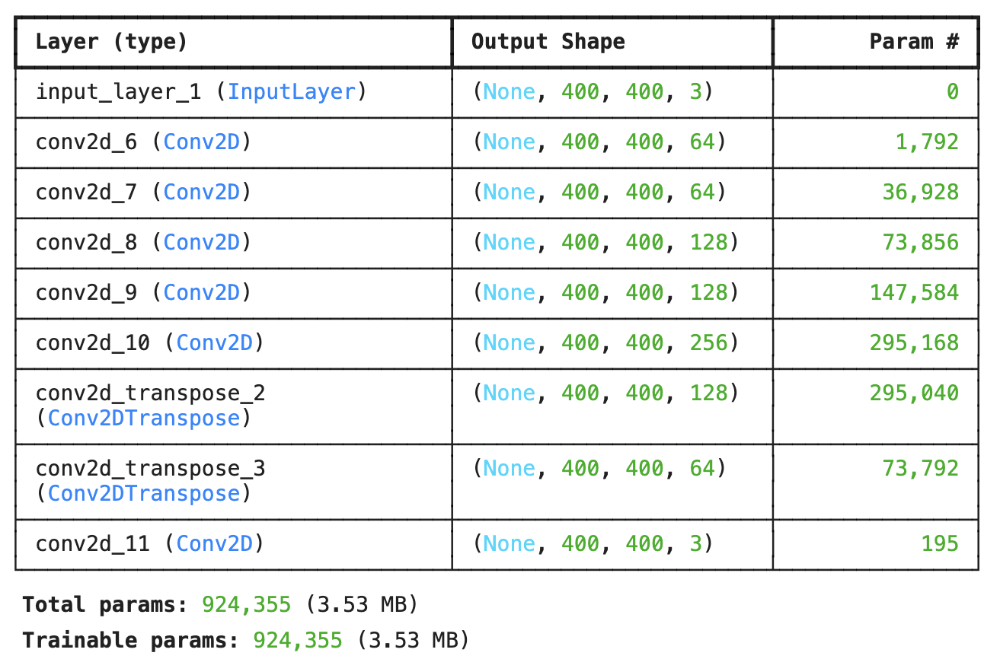 Layer (type) Output Shape Param #
input_layer_1 (InputLayer) (None, 400, 400, 3) 0
conv2d_6 (Conv2D) (None, 400, 400, 64) 1,792
conv2d_7 (Conv2D) (None, 400, 400, 64) 36,928
conv2d_8 (Conv2D) (None, 400, 400, 128) 73,856
conv2d_9 (Conv2D) (None, 400, 400, 128) 147,584
conv2d_10 (Conv2D) (None, 400, 400, 256) 295,168
conv2d_transpose_2 (None, 400, 400, 128) 295,040
(Conv2DTranspose)
conv2d_transpose_3 (None, 400, 400, 64) 73,792
(Conv2DTranspose)
conv2d_11 (Conv2D) (None, 400, 400, 3) 195
Total params: 924,355 (3.53 MB)
Trainable params: 924,355 (3.53 MB)